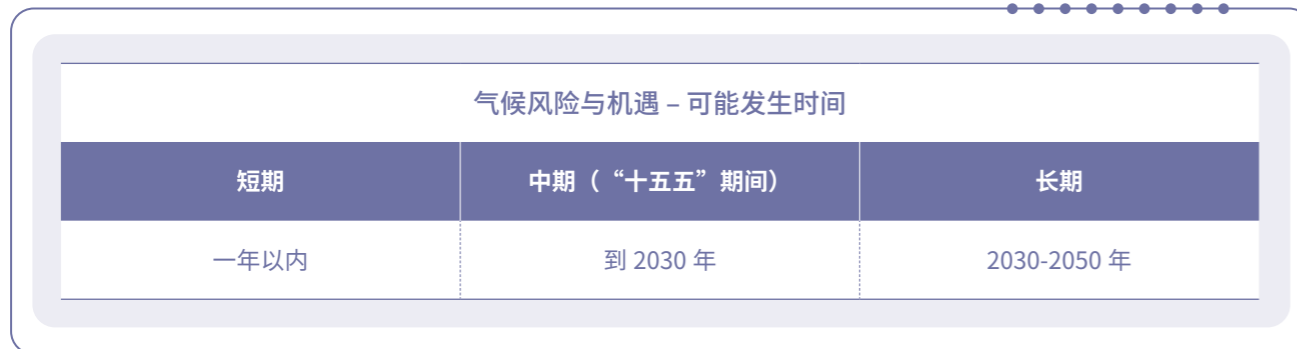 气候风险与机遇 – 可能发生时间
短期 中期（“十五五”期间） 长期
一年以内 到 2030 年 2030-2050 年